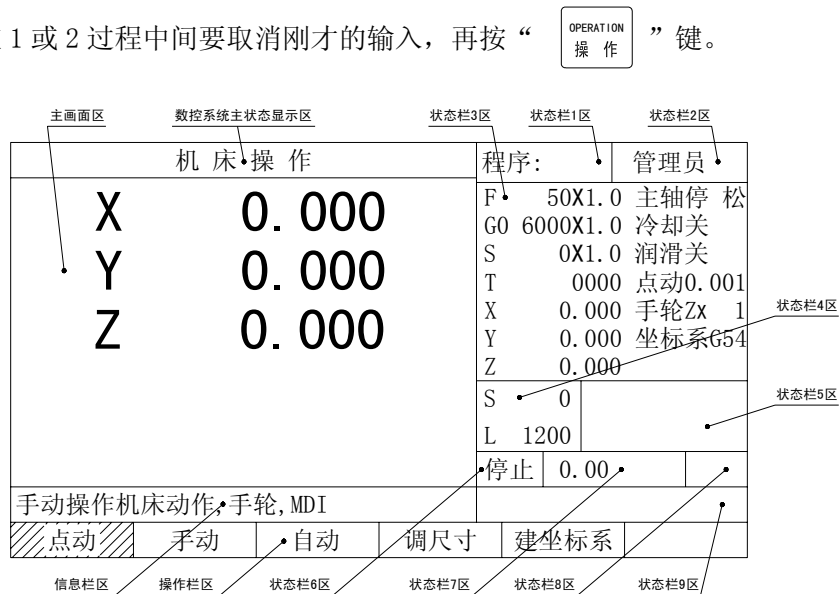 1 或 2 过程中间要取消刚才的输入，再按“ OPERATION 操 作 ”键。
主画面区 数控系统主状态显示区 状态栏3区 状态栏1区 状态栏2区
机 床 操 作 程序: 管理员
X 0.000
Y 0.000
Z 0.000
F 50X1.0 主轴停 松
G0 6000X1.0 冷却关
S 0X1.0 润滑关
T 0000 点动0.001
X 0.000 手轮Zx 1
Y 0.000 坐标系G54
Z 0.000
状态栏4区
S 0
L 1200
状态栏5区
停止 0.00
手动操作机床动作,手轮,MDI
点动 手动 自动 调尺寸 建坐标系
信息栏区 操作栏区 状态栏6区 状态栏7区 状态栏8区 状态栏9区